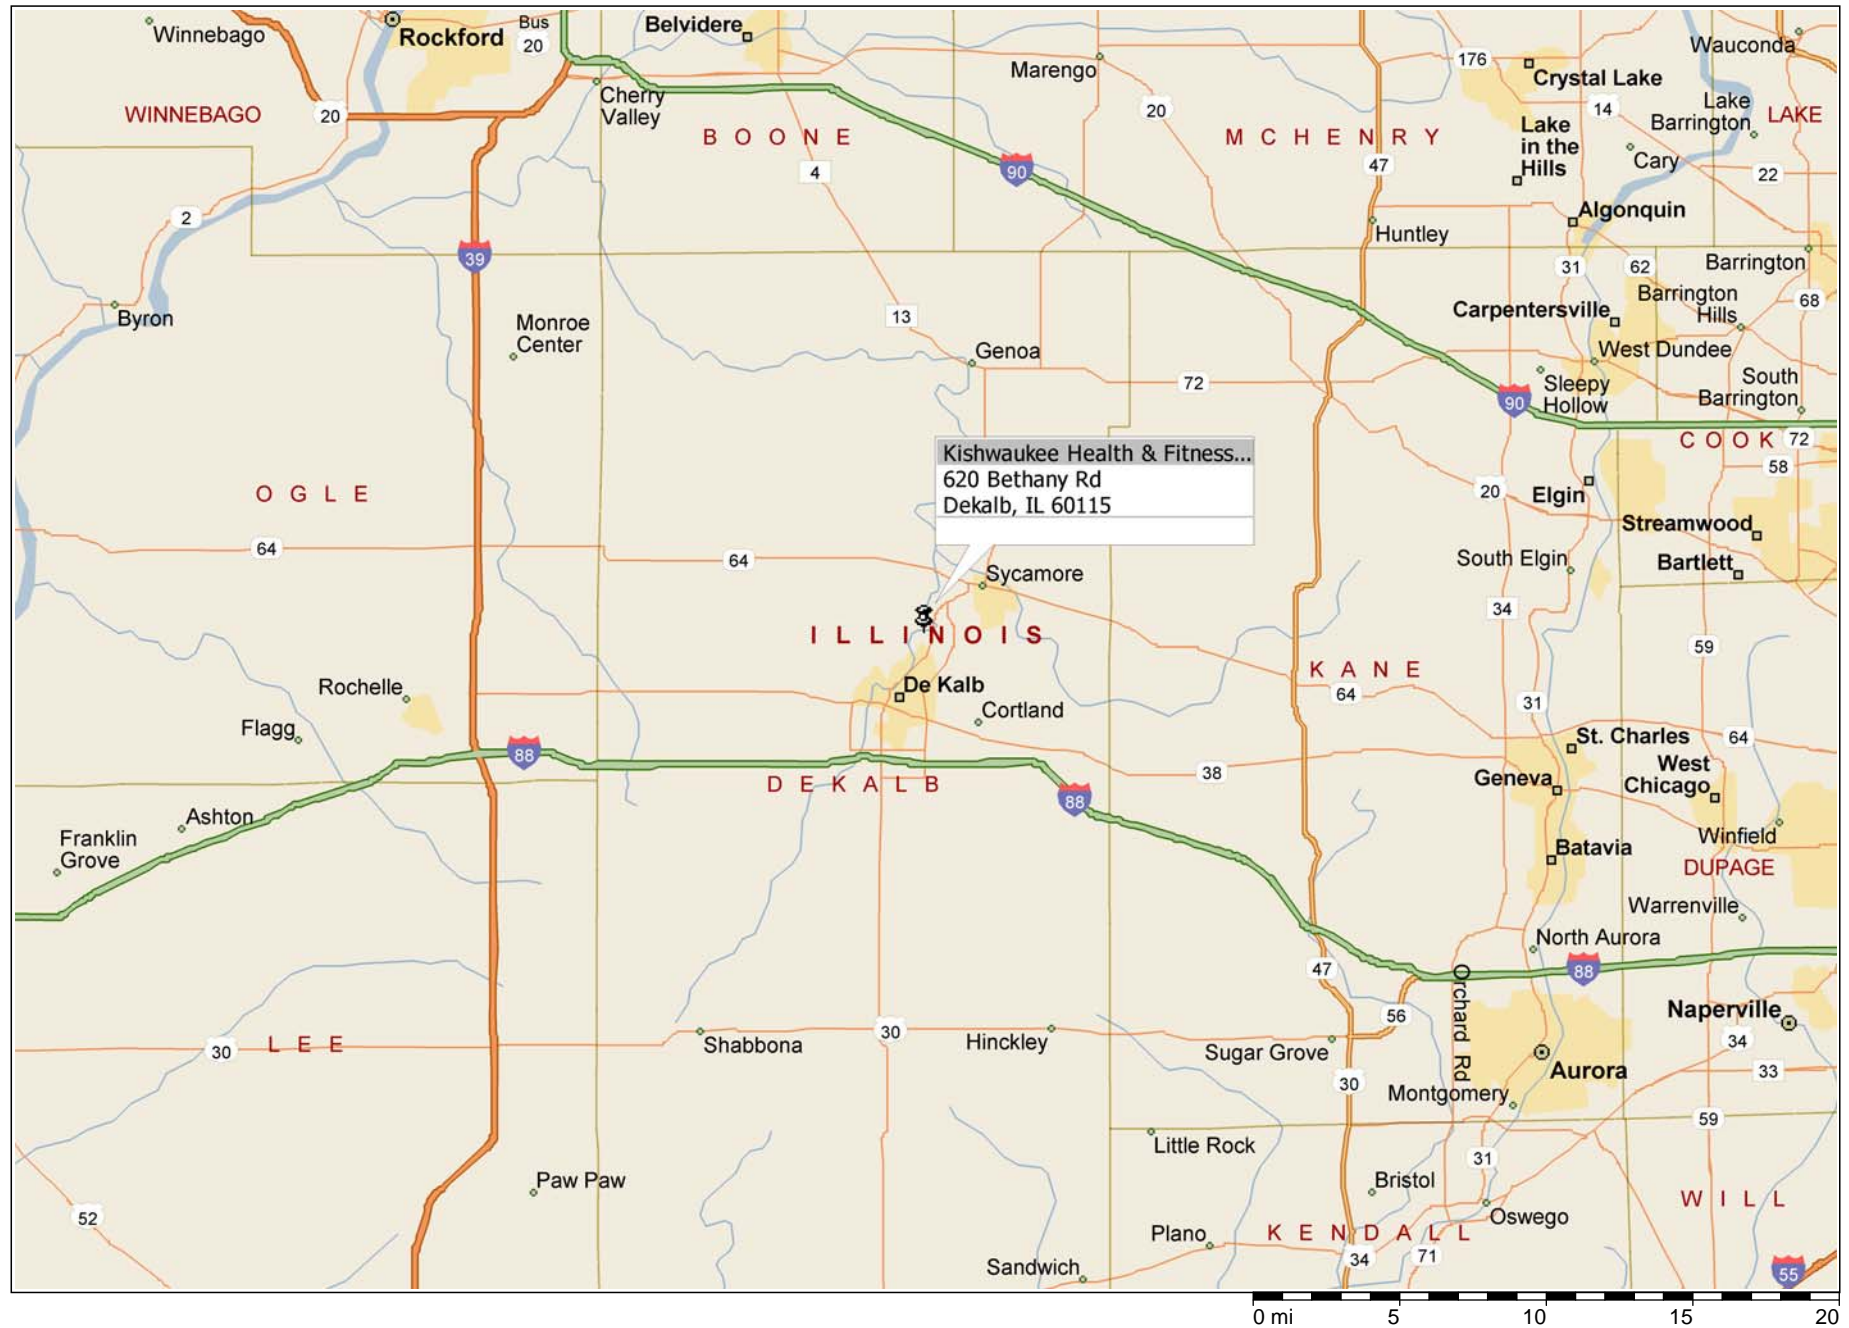 Winnebago
Rockford
Bus
20
Belvidere
Marengo
176
Crystal Lake
Wauconda
WINNEBAGO
20
Cherry
Valley
B O O N E
20
M C H E N R Y
14
Lake
Barrington
LAKE
Lake
in the
Hills
Cary
22
4
90
47
2
Algonquin
Huntley
39
31
62
Barrington
Byron
Monroe
Center
13
Carpentersville
Barrington
Hills
68
Genoa
West Dundee
72
90
Sleepy
Hollow
South
Barrington
C O O K
72
58
Kishwaukee Health & Fitness...
620 Bethany Rd
Dekalb, IL 60115
O G L E
20
Elgin
Streamwood
64
64
South Elgin
Bartlett
Sycamore
34
I L L I N O I S
59
K A N E
64
Rochelle
De Kalb
31
Flagg
Cortland
88
St. Charles
64
West
Chicago
D E K A L B
38
Geneva
88
Ashton
Franklin
Grove
Winfield
Batavia
DUPAGE
Warrenville
North Aurora
47
88
Orchard Rd
56
Naperville
L E E
30
Shabbona
30
Hinckley
Sugar Grove
34
33
Aurora
30
Montgomery
59
Little Rock
31
Paw Paw
Bristol
W I L L
52
Oswego
Plano
K E N D A L L
34
71
Sandwich
55
0 mi 5 10 15 20